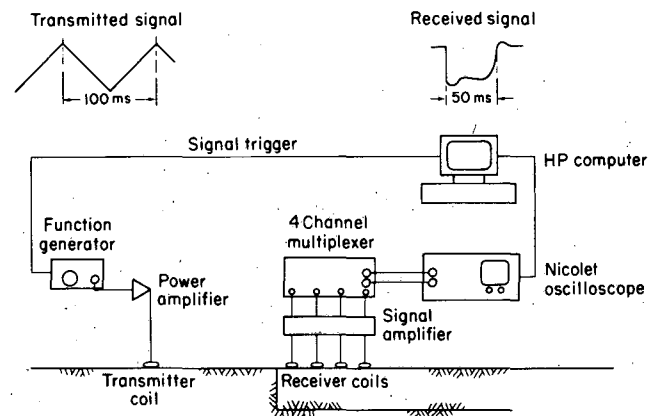 Transmitted signal
Received signal
100 ms
50 ms
Signal trigger
HP computer
Function
generator
4 Channel
multiplexer
Power
amplifier
Nicolet
oscilloscope
Signal
amplifier
Transmitter
coil
Receiver coils